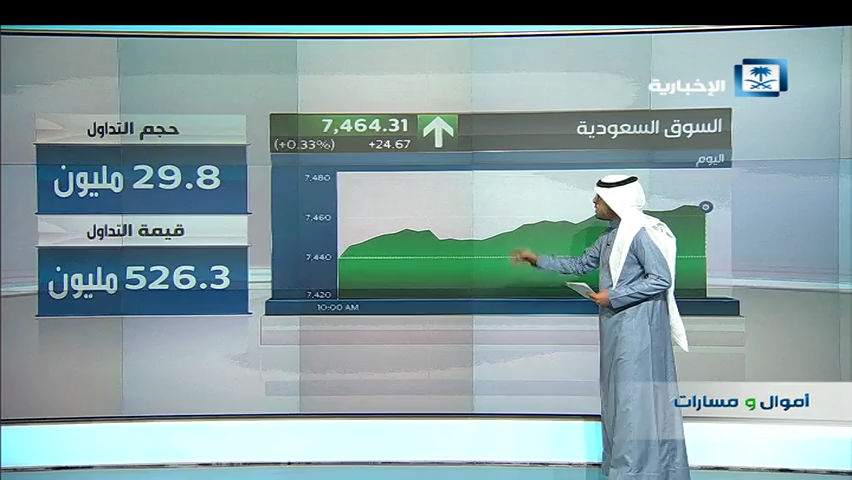 الإخبارية
السوق السعودية
7,464.31
(+0.33%) +24.67
اليوم
7,480
7,460
7,440
7,420
10:00 AM
حجم التداول
29.8 مليون
قيمة التداول
526.3 مليون
أموال و مسارات